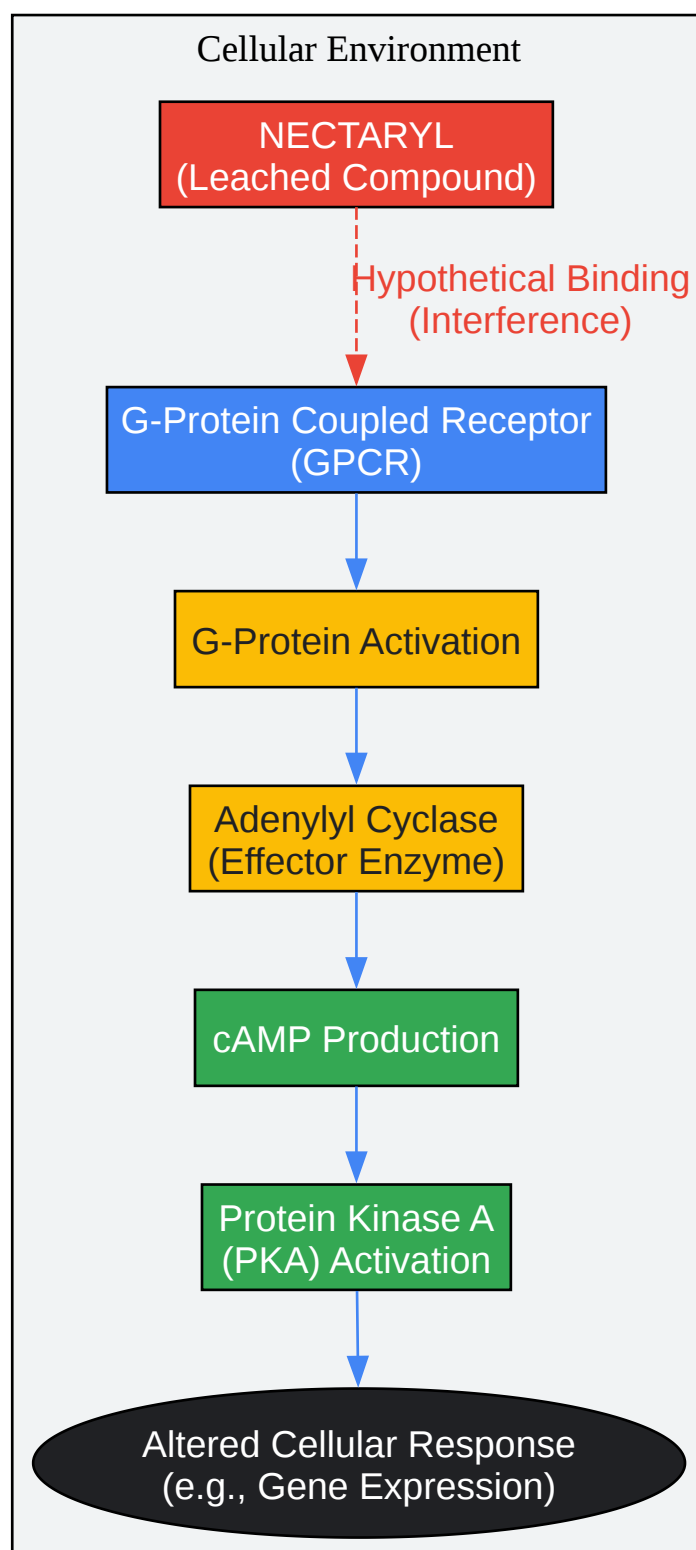 Cellular Environment
NECTARYL
(Leached Compound)
Hypothetical Binding
(Interference)
G-Protein Coupled Receptor
(GPCR)
G-Protein Activation
Adenylyl Cyclase
(Effector Enzyme)
cAMP Production
Protein Kinase A
(PKA) Activation
Altered Cellular Response
(e.g., Gene Expression)